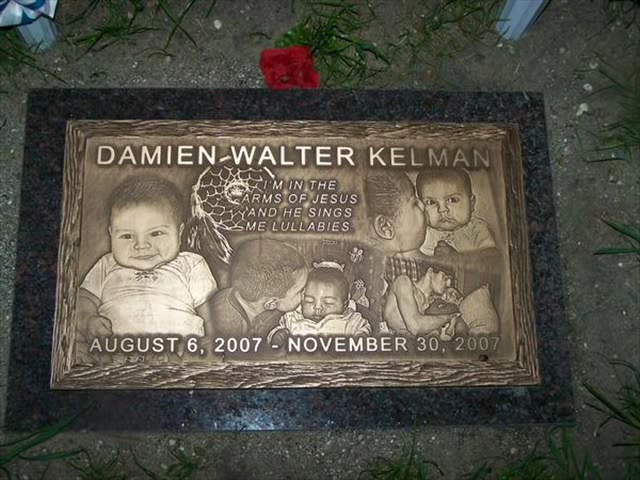 DAMIEN WALTER KELMAN
I'M IN THE
ARMS OF JESUS
AND HE SINGS
ME LULLABIES
AUGUST 6, 2007 - NOVEMBER 30, 2007